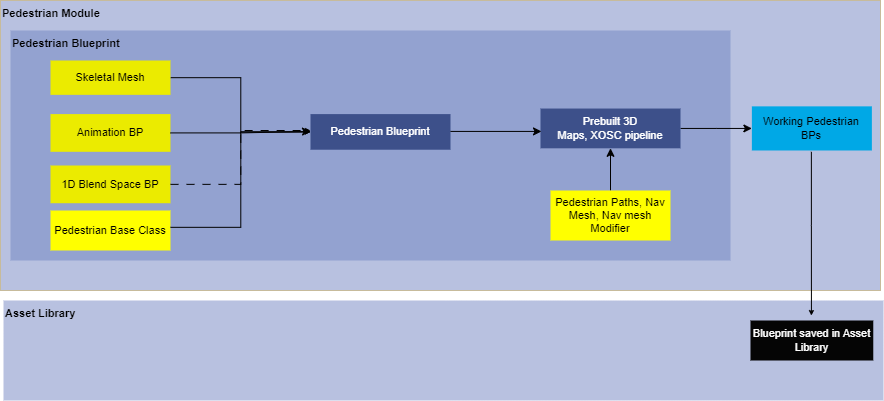 Pedestrian Module
Pedestrian Blueprint
Skeletal Mesh
Animation BP
1D Blend Space BP
Pedestrian Base Class
Pedestrian Blueprint
Prebuilt 3D
Maps, XOSC pipeline
Pedestrian Paths, Nav
Mesh, Nav mesh
Modifier
Working Pedestrian
BPs
Asset Library
Blueprint saved in Asset
Library